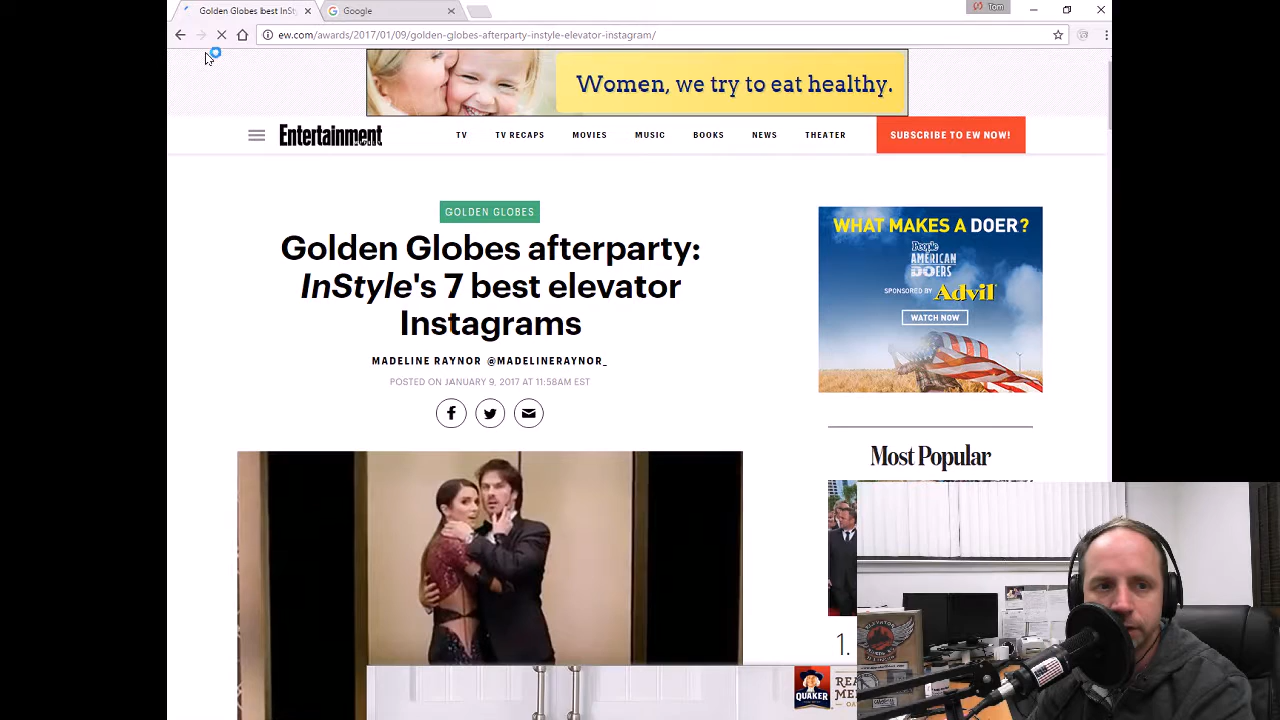 Golden Globes best InSt
Google
Tom
ew.com/awards/2017/01/09/golden-globes-afterparty-instyle-elevator-instagram/
Women, we try to eat healthy.
Entertainment
TV
TV RECAPS
MOVIES
MUSIC
BOOKS
NEWS
THEATER
SUBSCRIBE TO EW NOW!
GOLDEN GLOBES
Golden Globes afterparty:
InStyle's 7 best elevator
Instagrams
MADELINE RAYNOR @MADELINERAYNOR_
POSTED ON JANUARY 9, 2017 AT 11:58AM EST
WHAT MAKES A DOER?
People
AMERICAN
DOERS
SPONSORED BY Advil
WATCH NOW
Most Popular
1.
QUAKER
ELEVATOR